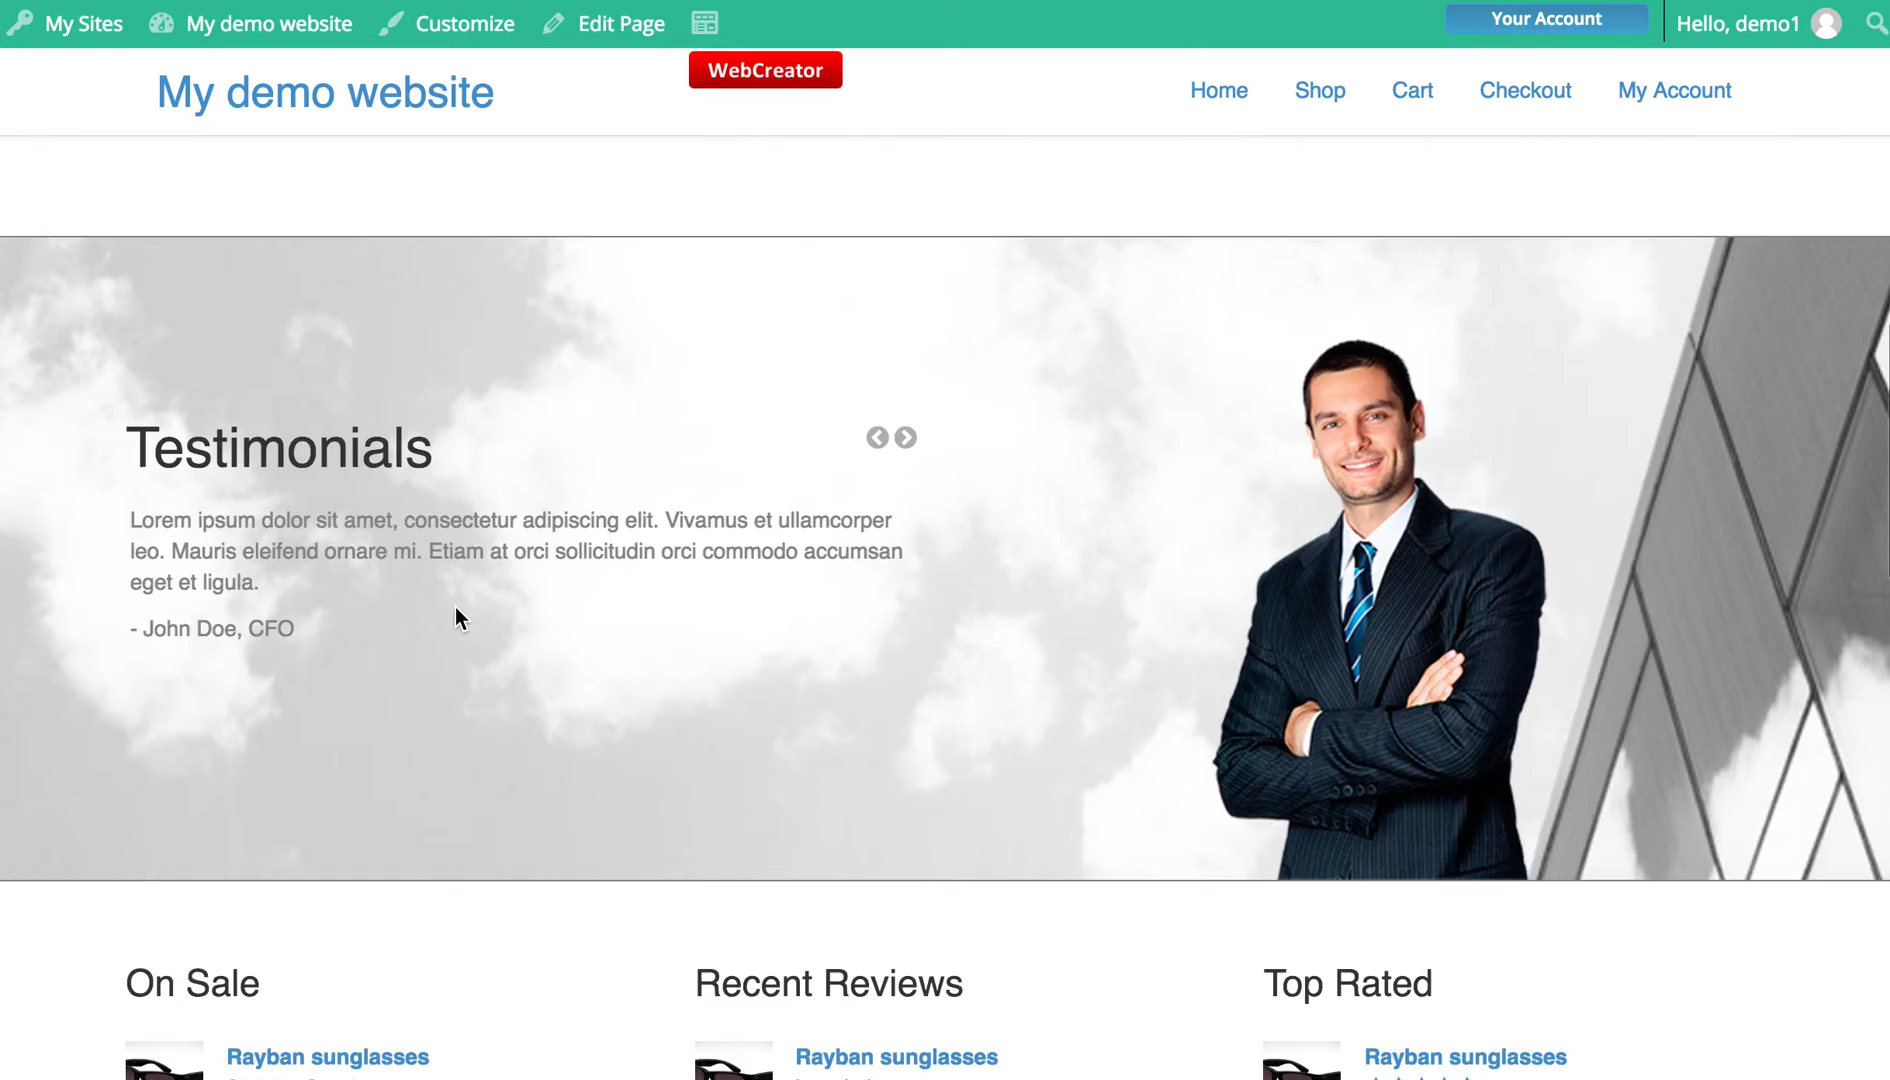 My Sites My demo website Customize Edit Page Your Account Hello, demo1
WebCreator
My demo website Home Shop Cart Checkout My Account
Testimonials
Lorem ipsum dolor sit amet, consectetur adipiscing elit. Vivamus et ullamcorper
leo. Mauris eleifend ornare mi. Etiam at orci sollicitudin orci commodo accumsan
eget et ligula.
- John Doe, CFO
On Sale Recent Reviews Top Rated
Rayban sunglasses Rayban sunglasses Rayban sunglasses